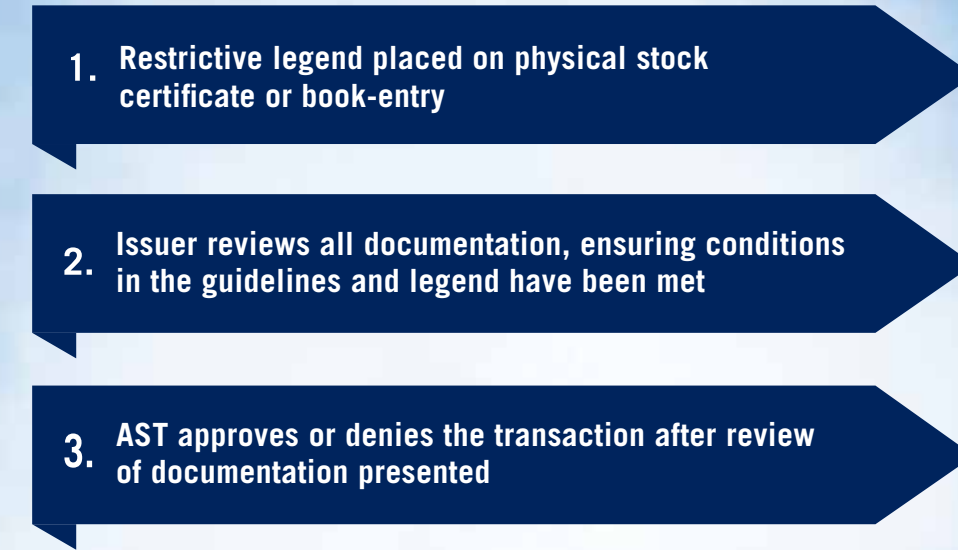 1. Restrictive legend placed on physical stock
certificate or book-entry
2. Issuer reviews all documentation, ensuring conditions
in the guidelines and legend have been met
3. AST approves or denies the transaction after review
of documentation presented